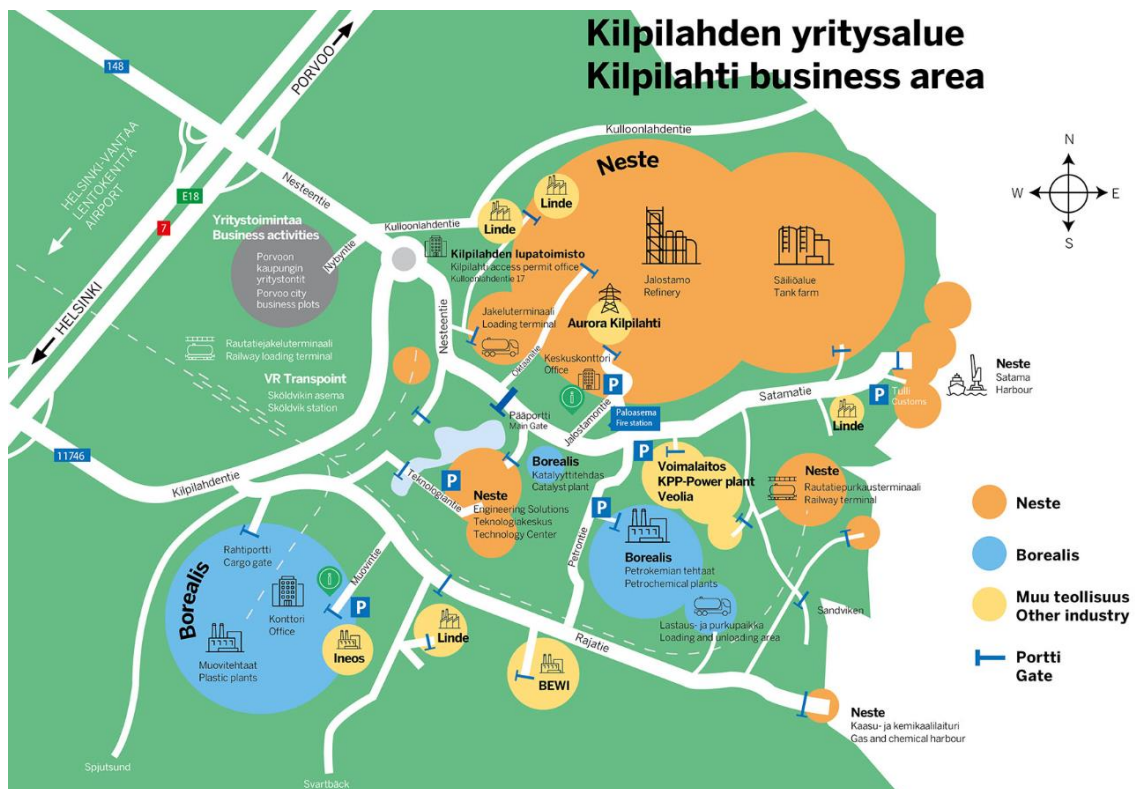 Kilpilahden yritysalue
Kilpilahti business area
148
PORVOO
HELSINKI-VANTAA
LENTOKENTTÄ
AIRPORT
E18
7
HELSINKI
Nesteentie
Kulloonlahdentie
N
W
E
S
Yritystoimintaa
Business activities
Porvoon
kaupungin
yritystontit
Porvoo city
business plots
Nybyntie
Kulloonlahdentie
Linde
Linde
Neste
Kilpilahden lupatoimisto
Kilpilahti access permit office
Kulloonlahdentie 17
Jalostamo
Refinery
Säiliöalue
Tank farm
Rautatiejakeluterminaali
Railway loading terminal
VR Transpoint
Sköldvikin asema
Sköldvik station
Nesteentie
Jakeluterminaali
Loading terminal
Oktaanitie
Aurora Kilpilahti
Keskuskonttori
Office
P
i
Jalostamontie
Pääportti
Main Gate
Paloasema
Fire station
Satamatie
P
Tulli
Customs
Linde
Neste
Satama
Harbour
11746
Kilpilahdentie
Teknologiantie
P
Neste
Engineering Solutions
Teknologiakeskus
Technology Center
Borealis
Katalyyttitehdas
Catalyst plant
P
Voimalaitos
KPP-Power plant
Veolia
Neste
Rautatiepurkausterminaali
Railway terminal
P
Petrontie
Borealis
Petrokemian tehtaat
Petrochemical plants
Lastaus- ja purkupaikka
Loading and unloading area
Sandviken
Borealis
Rahtiportti
Cargo gate
Konttori
Office
Muovitehtaat
Plastic plants
Muovintie
i
P
Ineos
Linde
BEWI
Rajatie
Neste
Kaasu- ja kemikaalilaituri
Gas and chemical harbour
Spjutsund
Svartbäck
Neste
Borealis
Muu teollisuus
Other industry
Portti
Gate